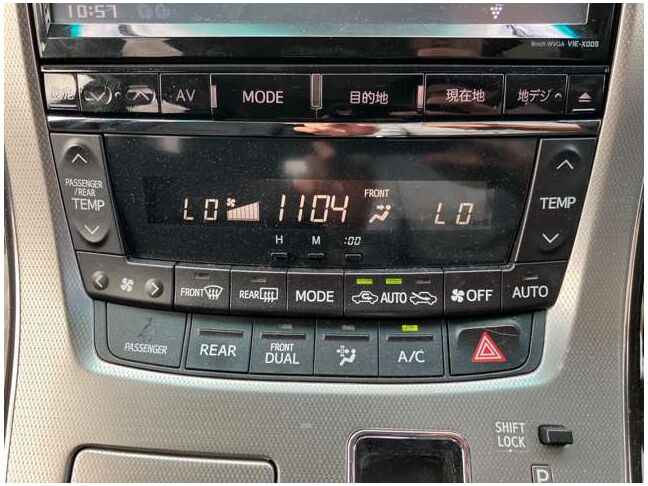 10:57
9inch WVGA VIE-X009
AV MODE 目的地 現在地 地デジ
PASSENGER
/REAR
TEMP
LO 1104 FRONT LO
TEMP
H M :00
FRONT REAR MODE AUTO OFF AUTO
PASSENGER REAR FRONT DUAL A/C
SHIFT
LOCK
P